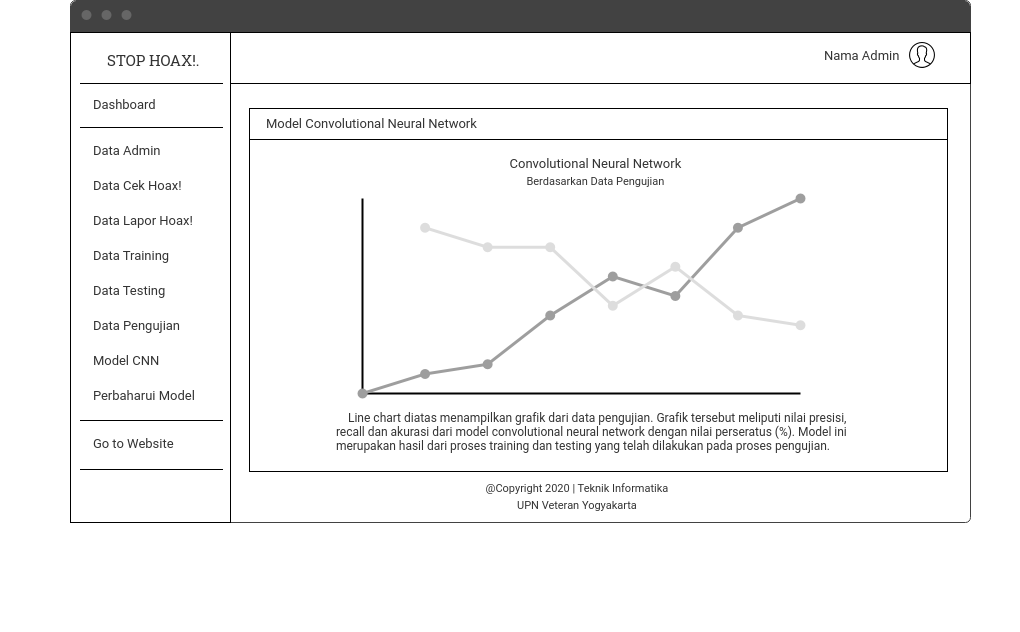 STOP HOAX!.
Nama Admin
Dashboard
Data Admin
Data Cek Hoax!
Data Lapor Hoax!
Data Training
Data Testing
Data Pengujian
Model CNN
Perbaharui Model
Go to Website
Model Convolutional Neural Network
Convolutional Neural Network
Berdasarkan Data Pengujian
Line chart diatas menampilkan grafik dari data pengujian. Grafik tersebut meliputi nilai presisi,
recall dan akurasi dari model convolutional neural network dengan nilai perseratus (%). Model ini
merupakan hasil dari proses training dan testing yang telah dilakukan pada proses pengujian.
@Copyright 2020 | Teknik Informatika
UPN Veteran Yogyakarta